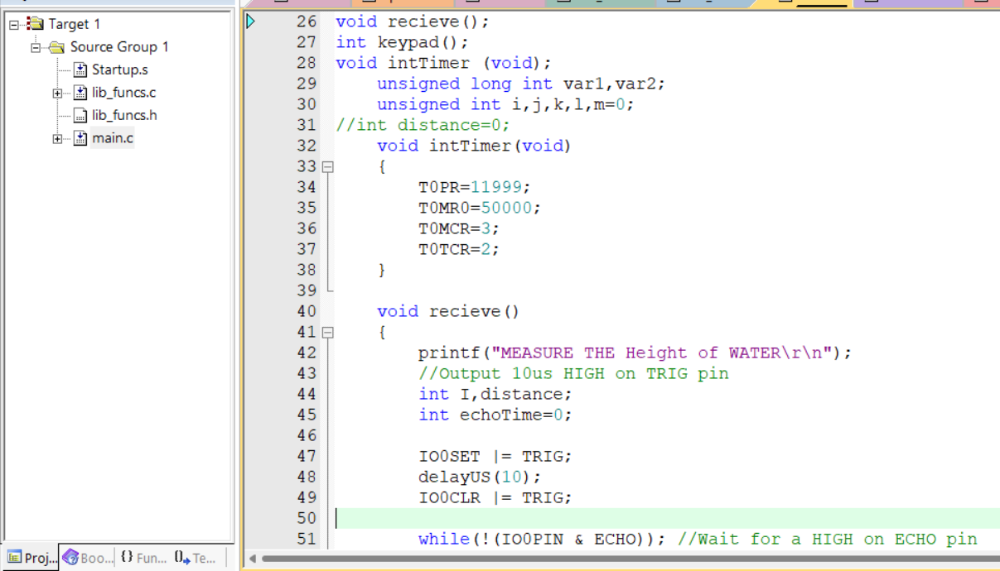 Target 1
Source Group 1
Startup.s
lib_funcs.c
lib_funcs.h
main.c
Proj...
Boo...
{} Fun...
Te...
26 void recieve();
27 int keypad();
28 void intTimer (void);
29 unsigned long int var1,var2;
30 unsigned int i,j,k,l,m=0;
31 //int distance=0;
32 void intTimer(void)
33 {
34 T0PR=11999;
35 T0MR0=50000;
36 T0MCR=3;
37 T0TCR=2;
38 }
39
40 void recieve()
41 {
42 printf("MEASURE THE Height of WATER\r\n");
43 //Output 10us HIGH on TRIG pin
44 int I,distance;
45 int echoTime=0;
46
47 IO0SET |= TRIG;
48 delayUS(10);
49 IO0CLR |= TRIG;
50
51 while(!(IO0PIN & ECHO)); //Wait for a HIGH on ECHO pin